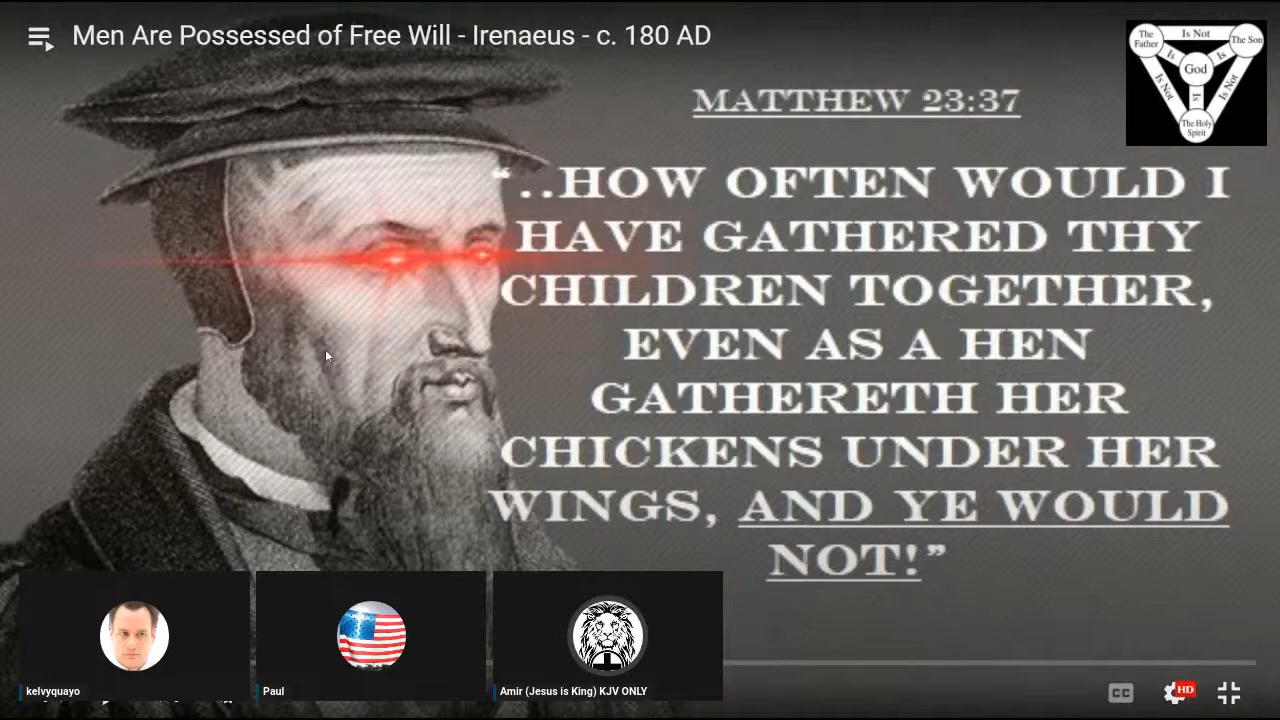 Men Are Possessed of Free Will - Irenaeus - c. 180 AD
The Father
Is Not
The Son
Is
Is
God
Is Not
Is
Is Not
The Holy Spirit
MATTHEW 23:37
“..HOW OFTEN WOULD I
HAVE GATHERED THY
CHILDREN TOGETHER,
EVEN AS A HEN
GATHERETH HER
CHICKENS UNDER HER
WINGS, AND YE WOULD
NOT!”
kelvyquayo
Paul
Amir (Jesus is King) KJV ONLY
CC
HD